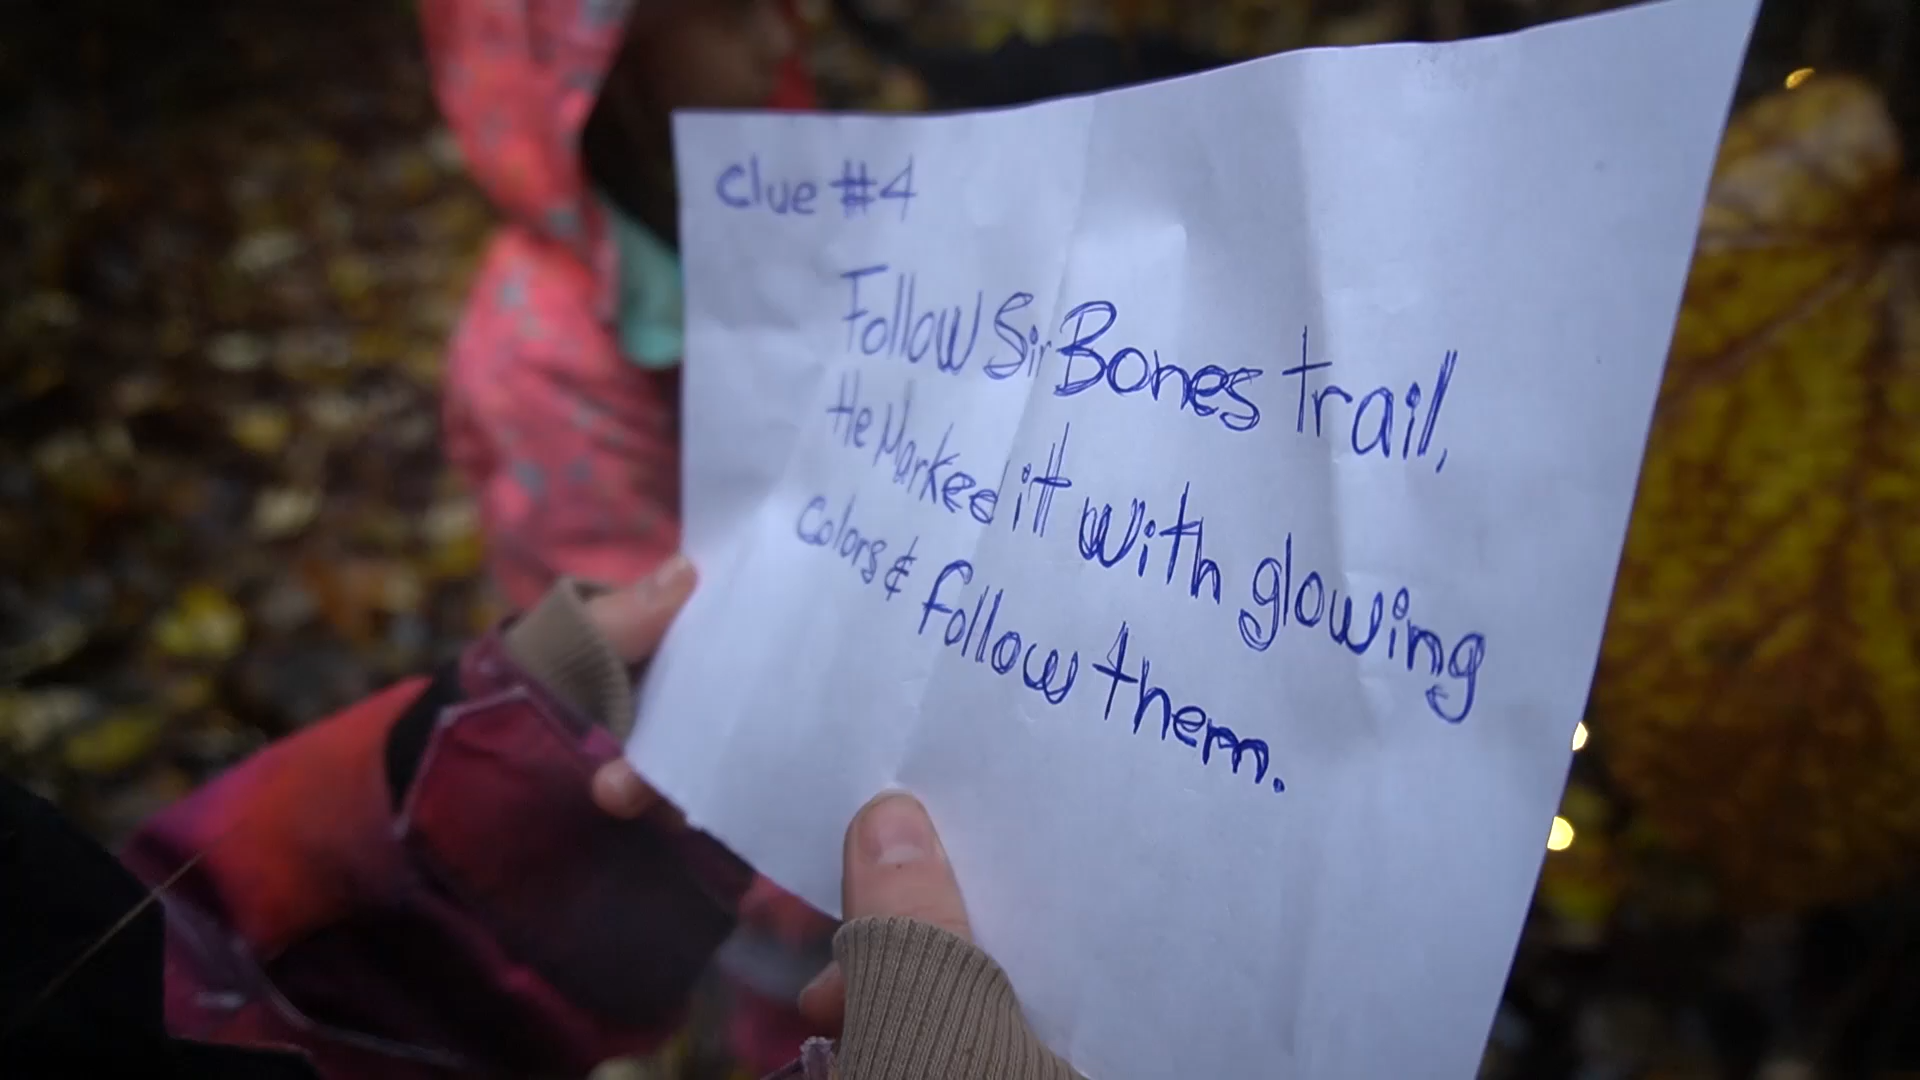 Clue #4
Follow Sir Bones trail,
He Marked it with glowing
Colors & follow them.